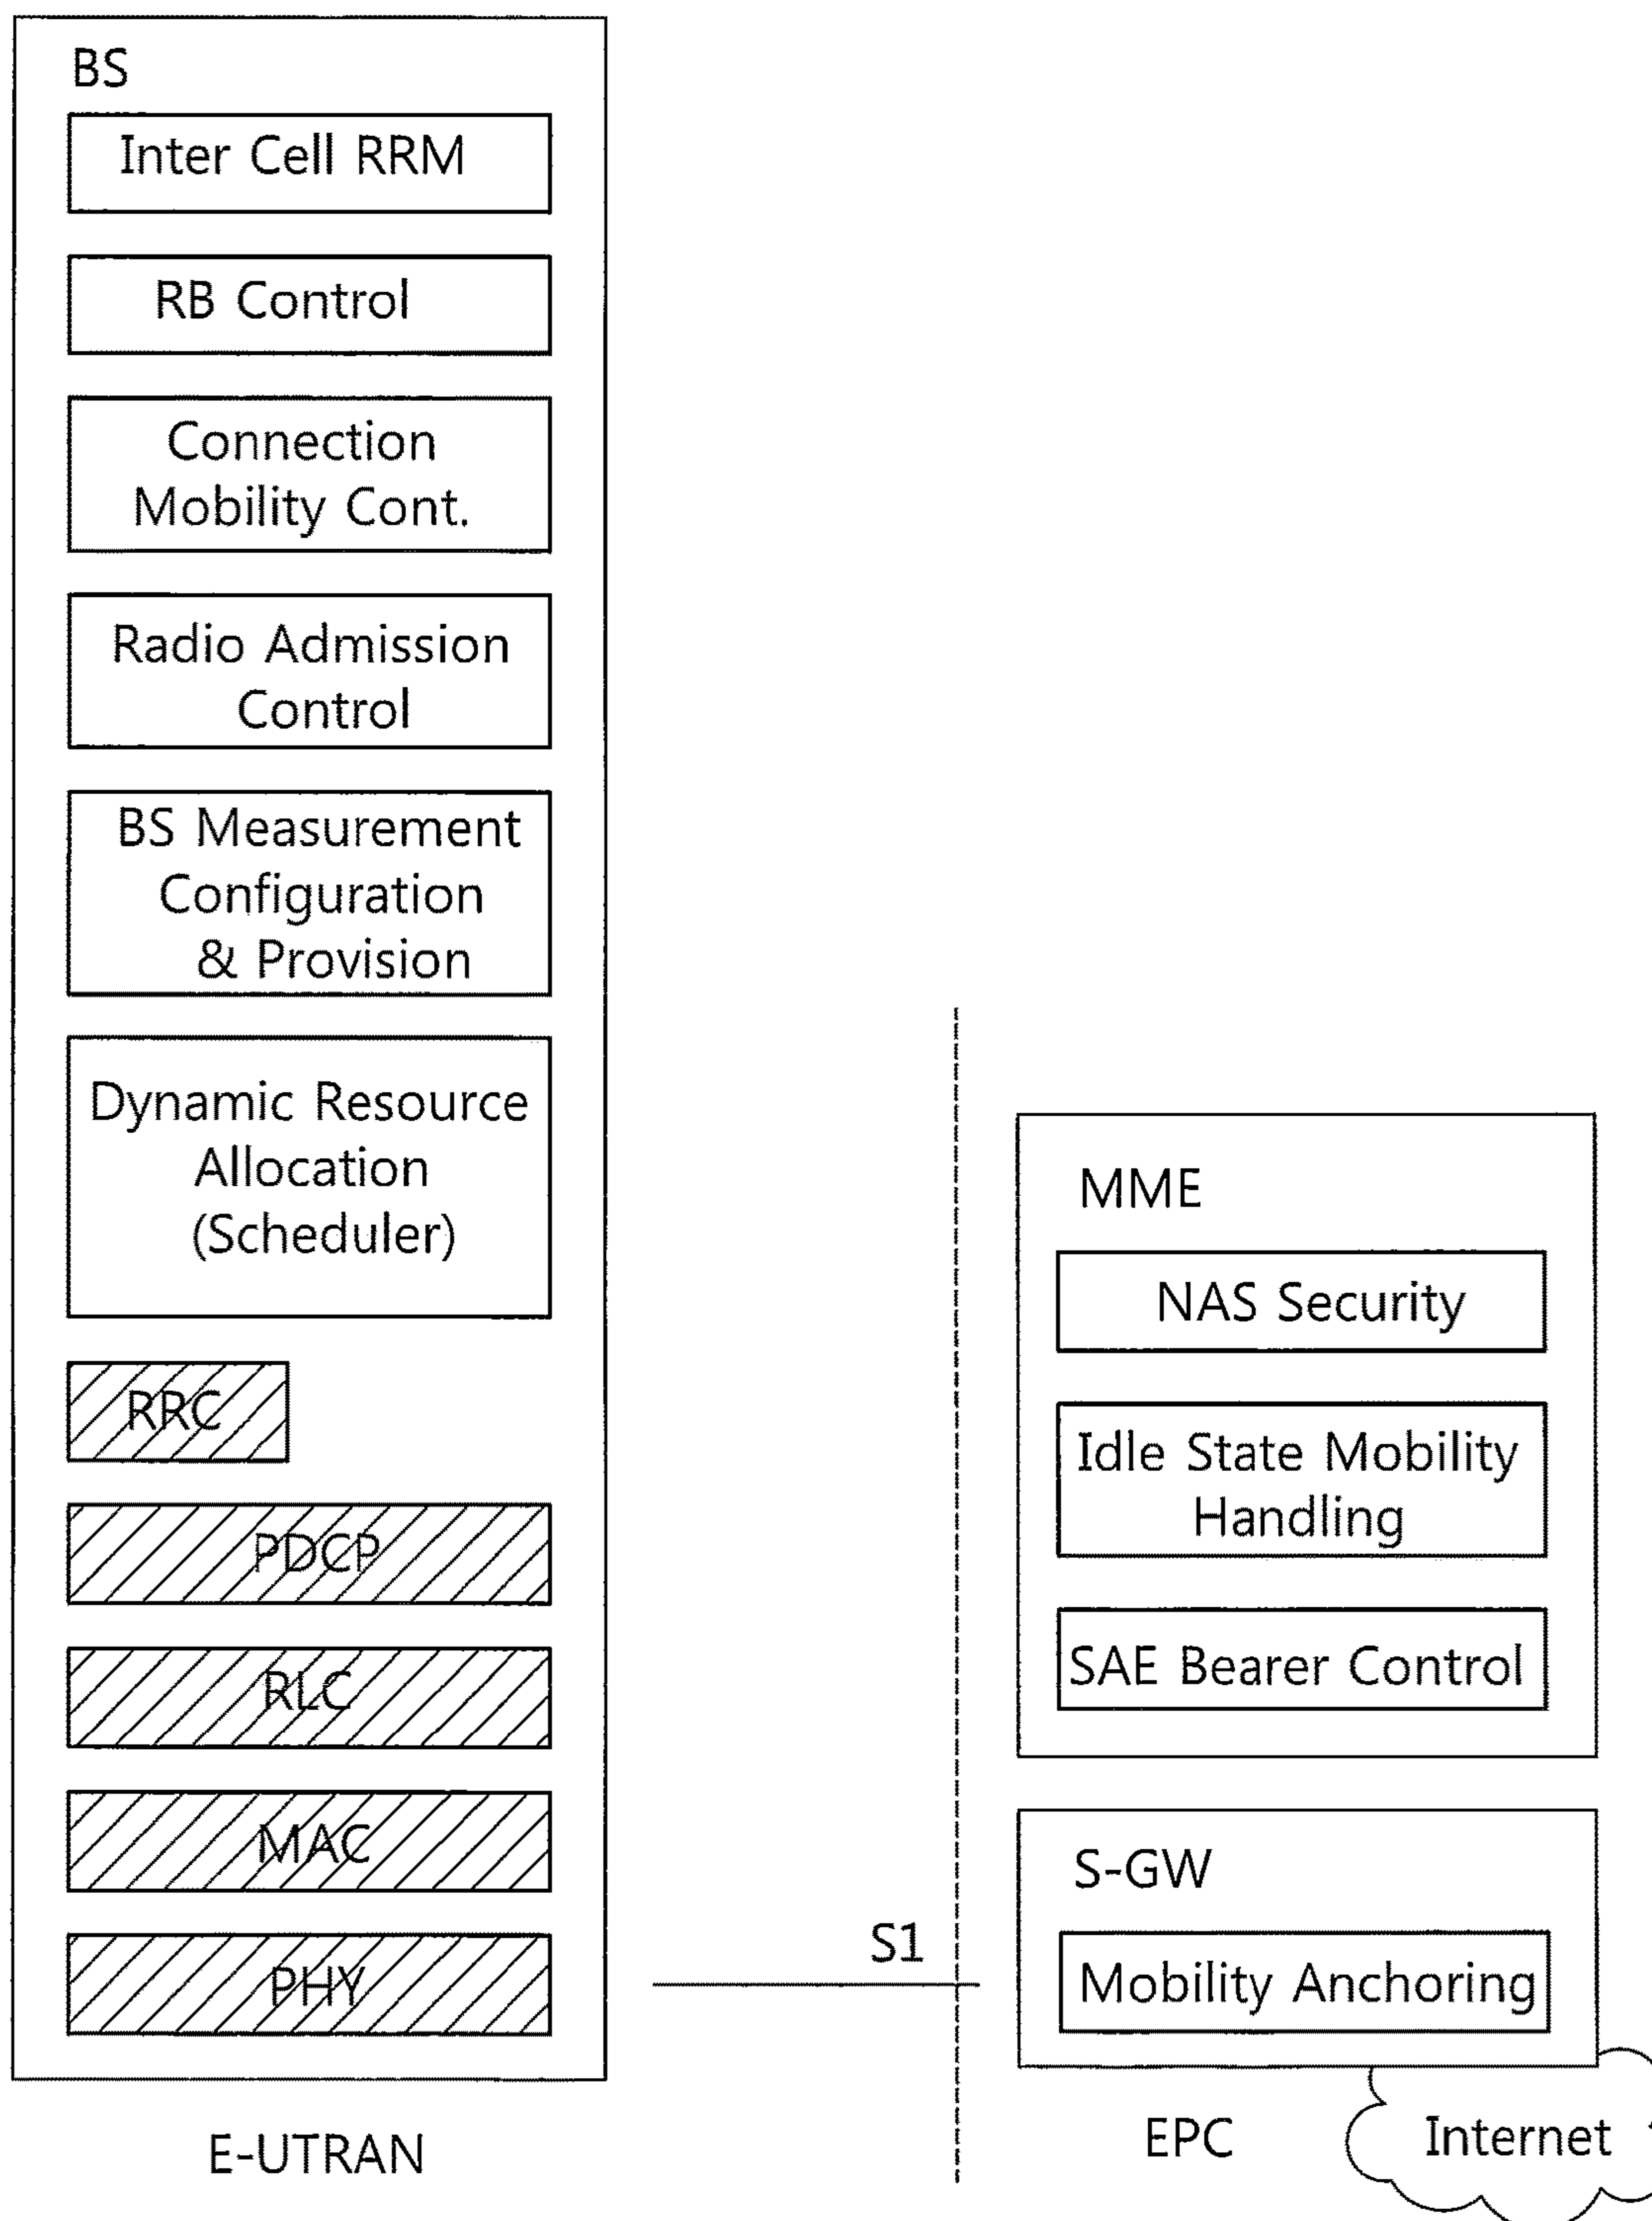 BS
Inter Cell RRM
RB Control
Connection
Mobility Cont.
Radio Admission
Control
BS Measurement
Configuration
& Provision
Dynamic Resource
Allocation
(Scheduler)
RRC
PDCP
RLC
MAC
PHY
E-UTRAN
S1
MME
NAS Security
Idle State Mobility
Handling
SAE Bearer Control
S-GW
Mobility Anchoring
EPC
Internet